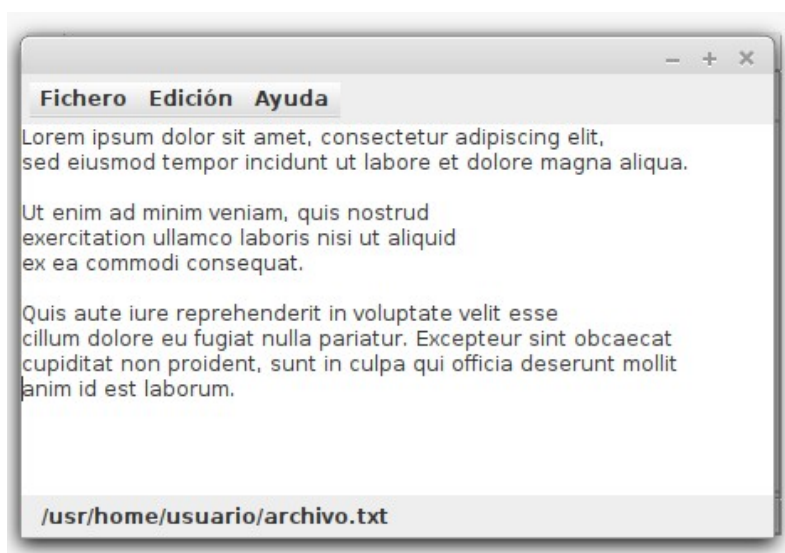 Fichero Edición Ayuda
Lorem ipsum dolor sit amet, consectetur adipiscing elit,
sed eiusmod tempor incidunt ut labore et dolore magna aliqua.
Ut enim ad minim veniam, quis nostrud
exercitation ullamco laboris nisi ut aliquid
ex ea commodi consequat.
Quis aute iure reprehenderit in voluptate velit esse
cillum dolore eu fugiat nulla pariatur. Excepteur sint obcaecat
cupiditat non proident, sunt in culpa qui officia deserunt mollit
anim id est laborum.
/usr/home/usuario/archivo.txt